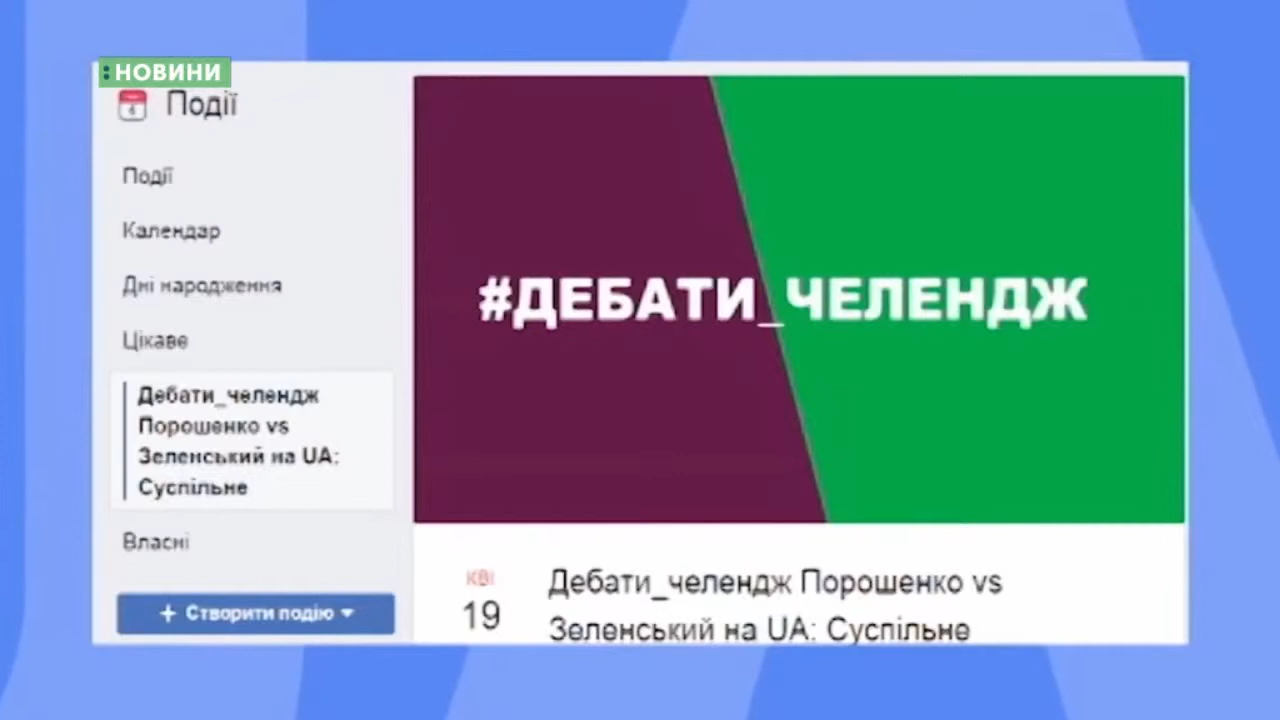 :НОВИНИ
Події
Події
Календар
Дні народження
Цікаве
Дебати_челендж
Порошенко vs
Зеленський на UA:
Суспільне
Власні
+ Створити подію
#ДЕБАТИ_ЧЕЛЕНДЖ
КВІ
19
Дебати_челендж Порошенко vs
Зеленський на UA: Суспільне